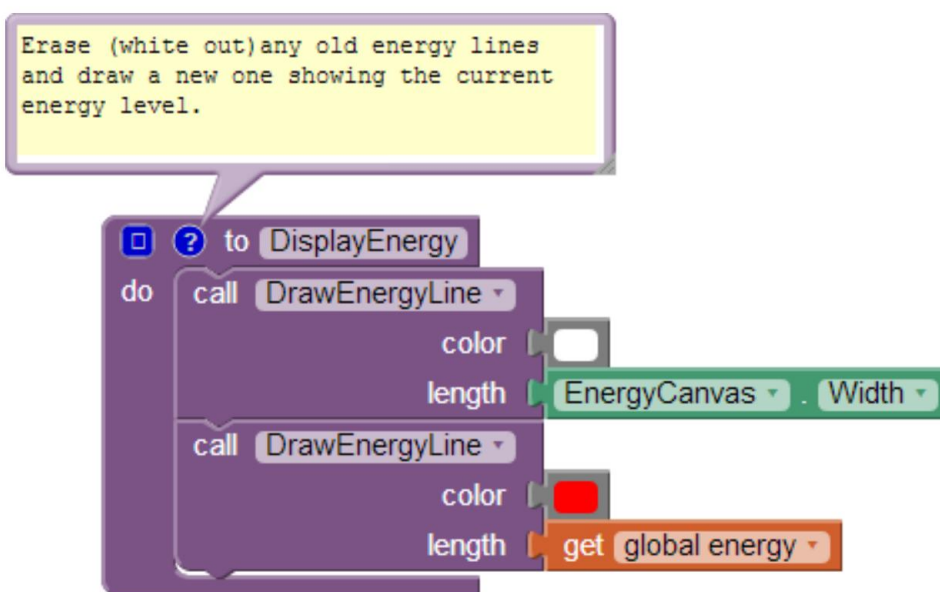 Erase (white out)any old energy lines
and draw a new one showing the current
energy level.
? to DisplayEnergy
do call DrawEnergyLine
color
length EnergyCanvas . Width
call DrawEnergyLine
color
length get global energy